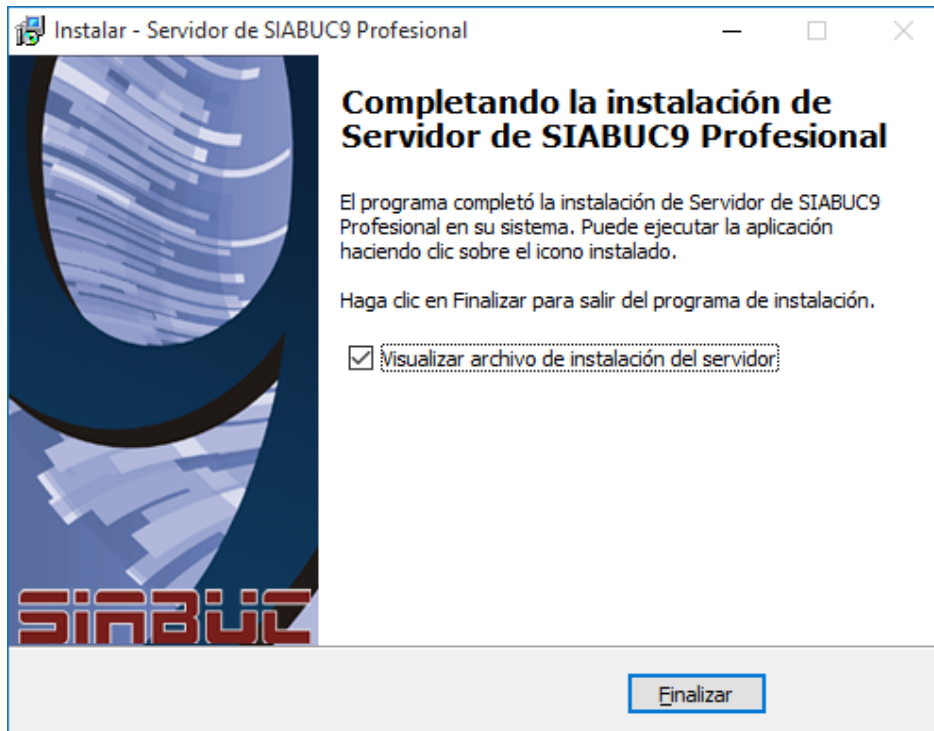 Instalar - Servidor de SIABUC9 Profesional
Completando la instalación de
Servidor de SIABUC9 Profesional
El programa completó la instalación de Servidor de SIABUC9
Profesional en su sistema. Puede ejecutar la aplicación
haciendo clic sobre el icono instalado.
Haga clic en Finalizar para salir del programa de instalación.
Visualizar archivo de instalación del servidor
SIABUC
Finalizar